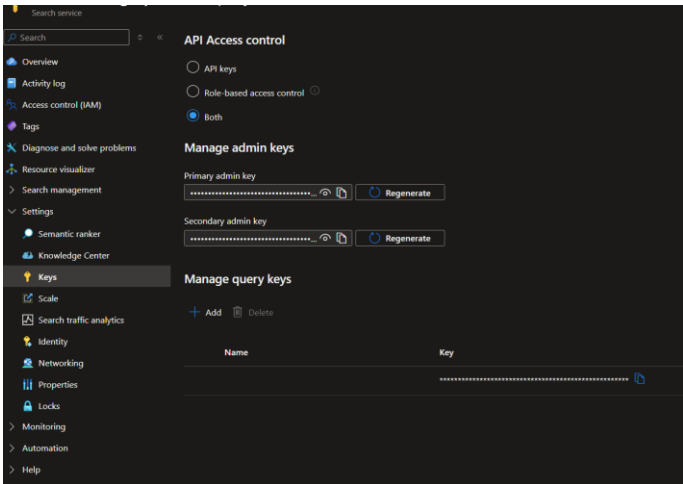 Search service
Search
Overview
Activity log
Access control (IAM)
Tags
Diagnose and solve problems
Resource visualizer
Search management
Settings
Semantic ranker
Knowledge Center
Keys
Scale
Search traffic analytics
Identity
Networking
Properties
Locks
Monitoring
Automation
Help
API Access control
API keys
Role-based access control
Both
Manage admin keys
Primary admin key
Regenerate
Secondary admin key
Regenerate
Manage query keys
Add Delete
Name Key